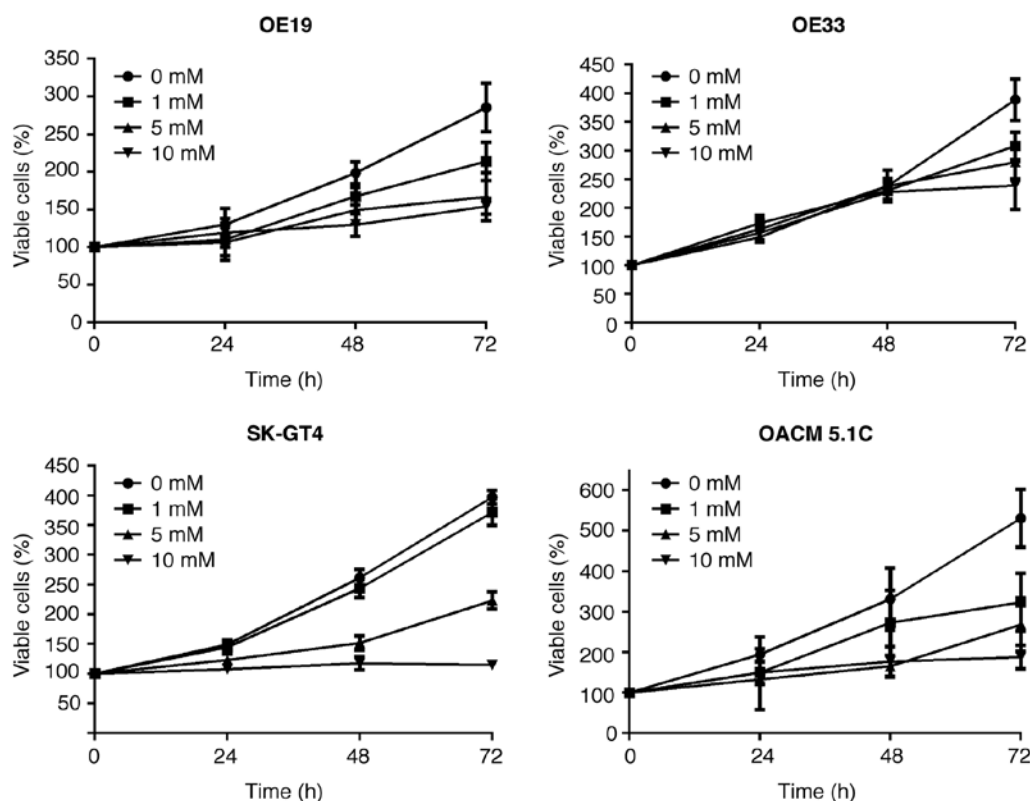 OE19
350
300
250
200
150
100
50
0
Viable cells (%)
0 mM
1 mM
5 mM
10 mM
0 24 48 72
Time (h)
OE33
450
400
350
300
250
200
150
100
50
0
Viable cells (%)
0 mM
1 mM
5 mM
10 mM
0 24 48 72
Time (h)
SK-GT4
450
400
350
300
250
200
150
100
50
Viable cells (%)
0 mM
1 mM
5 mM
10 mM
0 24 48 72
Time (h)
OACM 5.1C
600
500
400
300
200
100
0
Viable cells (%)
0 mM
1 mM
5 mM
10 mM
0 24 48 72
Time (h)